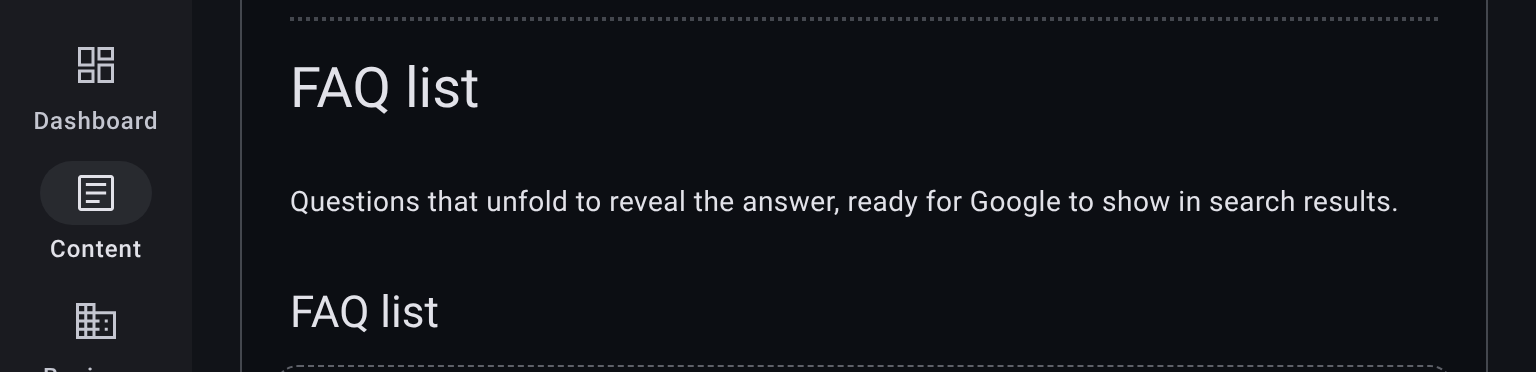 Dashboard
Content
FAQ list
Questions that unfold to reveal the answer, ready for Google to show in search results.
FAQ list